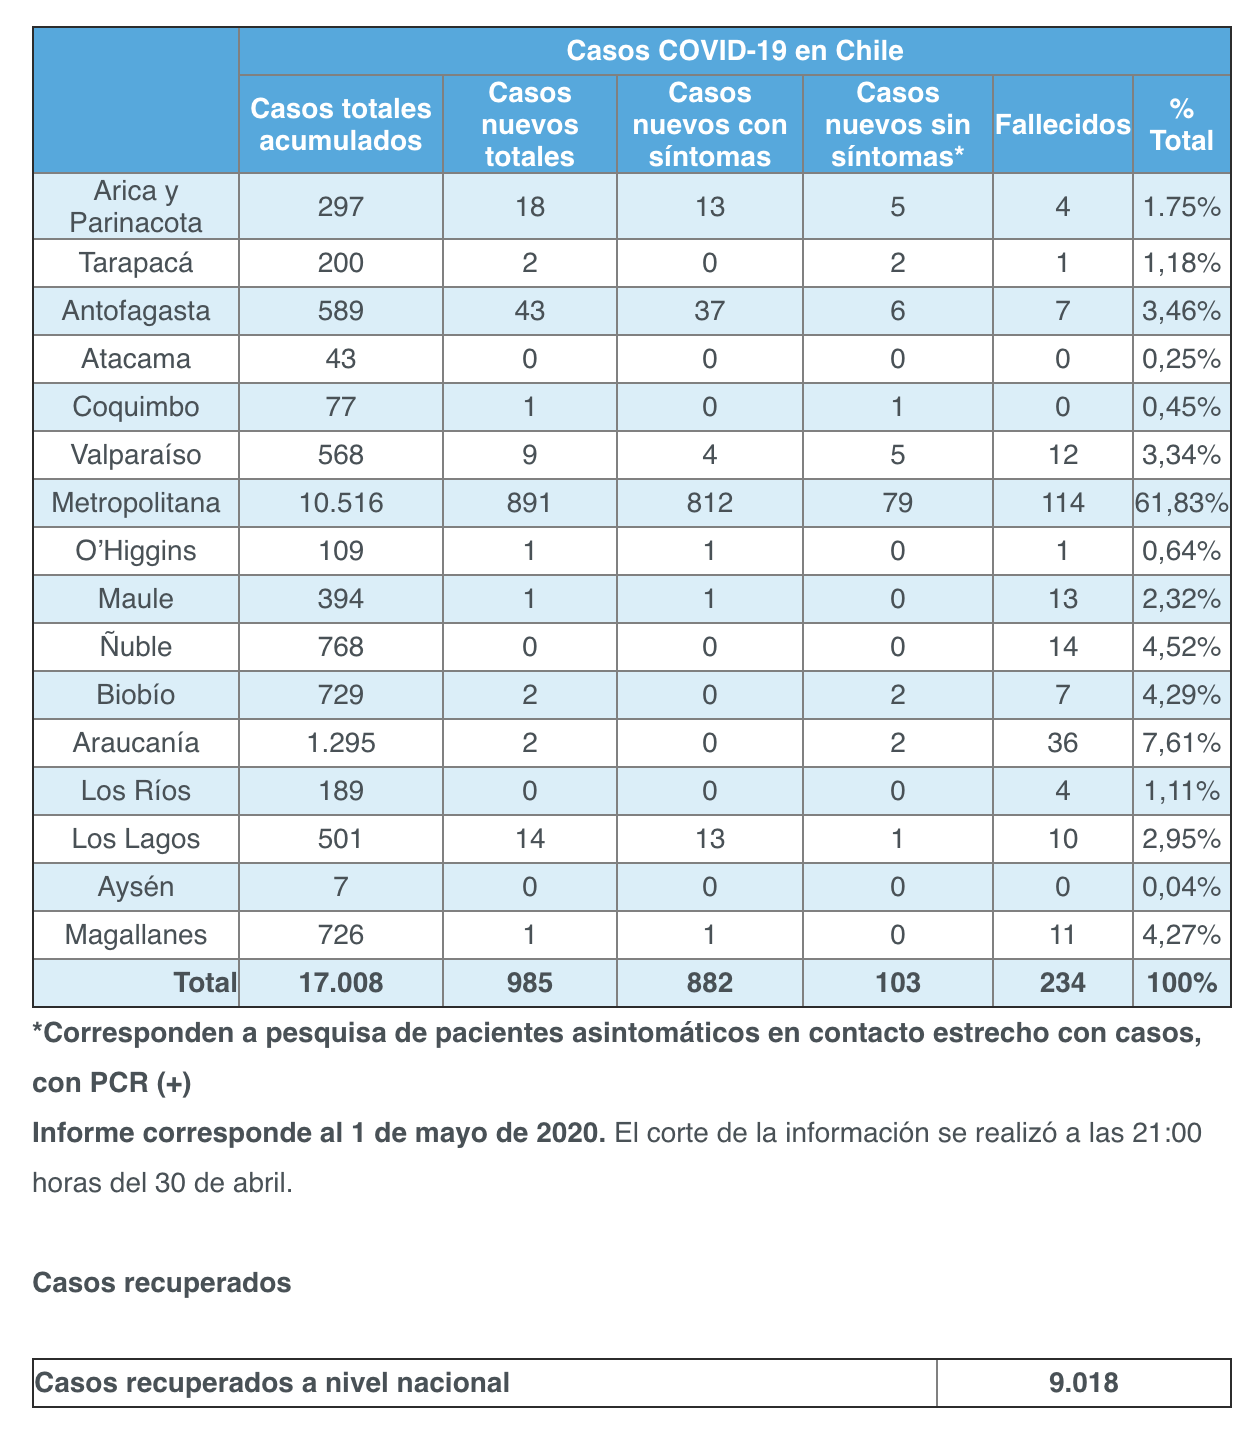 Casos COVID-19 en Chile
Casos totales acumulados Casos nuevos totales Casos nuevos con síntomas Casos nuevos sin síntomas* Fallecidos % Total
Arica y Parinacota 297 18 13 5 4 1.75%
Tarapacá 200 2 0 2 1 1,18%
Antofagasta 589 43 37 6 7 3,46%
Atacama 43 0 0 0 0 0,25%
Coquimbo 77 1 0 1 0 0,45%
Valparaíso 568 9 4 5 12 3,34%
Metropolitana 10.516 891 812 79 114 61,83%
O’Higgins 109 1 1 0 1 0,64%
Maule 394 1 1 0 13 2,32%
Ñuble 768 0 0 0 14 4,52%
Biobío 729 2 0 2 7 4,29%
Araucanía 1.295 2 0 2 36 7,61%
Los Ríos 189 0 0 0 4 1,11%
Los Lagos 501 14 13 1 10 2,95%
Aysén 7 0 0 0 0 0,04%
Magallanes 726 1 1 0 11 4,27%
Total 17.008 985 882 103 234 100%
*Corresponden a pesquisa de pacientes asintomáticos en contacto estrecho con casos,
con PCR (+)
Informe corresponde al 1 de mayo de 2020. El corte de la información se realizó a las 21:00
horas del 30 de abril.
Casos recuperados
Casos recuperados a nivel nacional 9.018